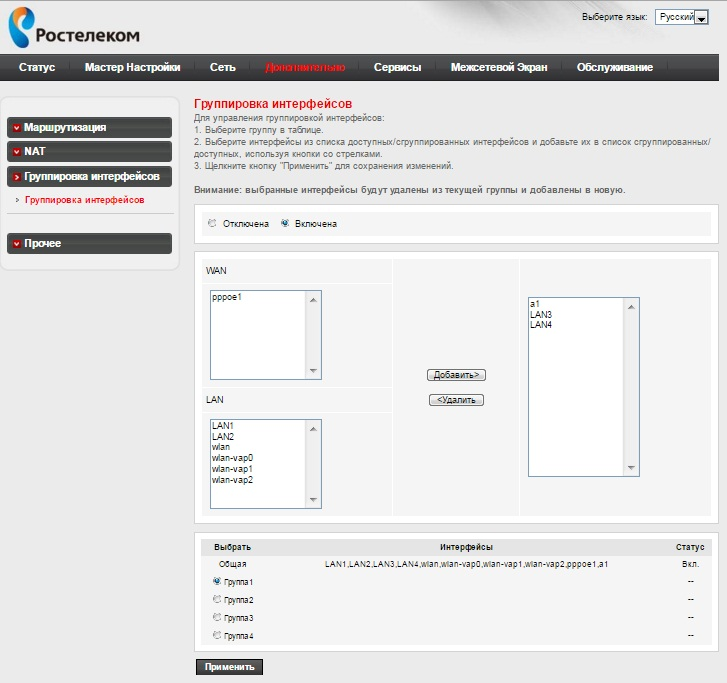 Выберите язык: Русский
Ростелеком
Статус Мастер Настройки Сеть Дополнительно Сервисы Межсетевой Экран Обслуживание
Маршрутизация
NAT
Группировка интерфейсов
Группировка интерфейсов
Прочее
Группировка интерфейсов
Для управления группировкой интерфейсов:
1. Выберите группу в таблице.
2. Выберите интерфейсы из списка доступных/сгруппированных интерфейсов и добавьте их в список сгруппированных/
доступных, используя кнопки со стрелками.
3. Щелкните кнопку "Применить" для сохранения изменений.
Внимание: выбранные интерфейсы будут удалены из текущей группы и добавлены в новую.
Отключена Включена
WAN
pppoe1
LAN
LAN1
LAN2
wlan
wlan-vap0
wlan-vap1
wlan-vap2
Добавить>
<Удалить
a1
LAN3
LAN4
Выбрать Интерфейсы Статус
Общая LAN1,LAN2,LAN3,LAN4,wlan,wlan-vap0,wlan-vap1,wlan-vap2,pppoe1,a1 Вкл.
Группа1 --
Группа2 --
Группа3 --
Группа4 --
Применить